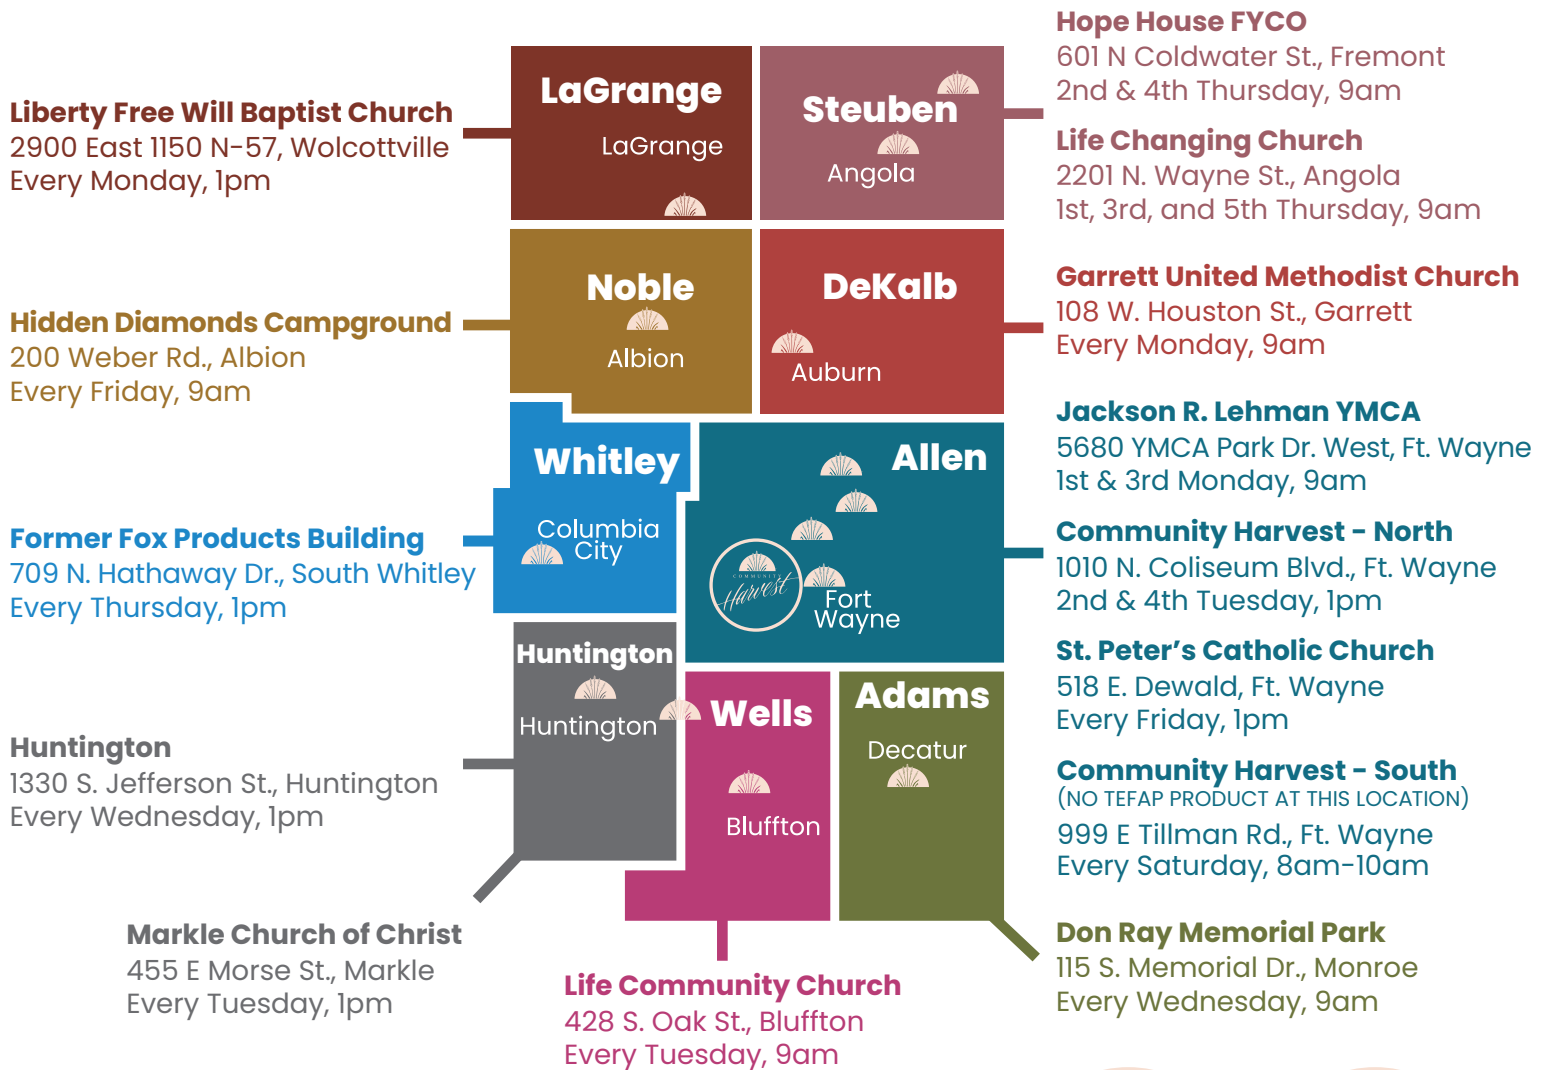 Liberty Free Will Baptist Church
2900 East 1150 N-57, Wolcottville
Every Monday, 1pm
Hidden Diamonds Campground
200 Weber Rd., Albion
Every Friday, 9am
Former Fox Products Building
709 N. Hathaway Dr., South Whitley
Every Thursday, 1pm
Huntington
1330 S. Jefferson St., Huntington
Every Wednesday, 1pm
Markle Church of Christ
455 E Morse St., Markle
Every Tuesday, 1pm
LaGrange
LaGrange
Steuben
Angola
Noble
Albion
DeKalb
Auburn
Whitley
Columbia
City
Allen
COMMUNITY
Harvest
Fort
Wayne
Huntington
Huntington
Wells
Bluffton
Adams
Decatur
Life Community Church
428 S. Oak St., Bluffton
Every Tuesday, 9am
Hope House FYCO
601 N Coldwater St., Fremont
2nd & 4th Thursday, 9am
Life Changing Church
2201 N. Wayne St., Angola
1st, 3rd, and 5th Thursday, 9am
Garrett United Methodist Church
108 W. Houston St., Garrett
Every Monday, 9am
Jackson R. Lehman YMCA
5680 YMCA Park Dr. West, Ft. Wayne
1st & 3rd Monday, 9am
Community Harvest - North
1010 N. Coliseum Blvd., Ft. Wayne
2nd & 4th Tuesday, 1pm
St. Peter's Catholic Church
518 E. Dewald, Ft. Wayne
Every Friday, 1pm
Community Harvest - South
(NO TEFAP PRODUCT AT THIS LOCATION)
999 E Tillman Rd., Ft. Wayne
Every Saturday, 8am-10am
Don Ray Memorial Park
115 S. Memorial Dr., Monroe
Every Wednesday, 9am